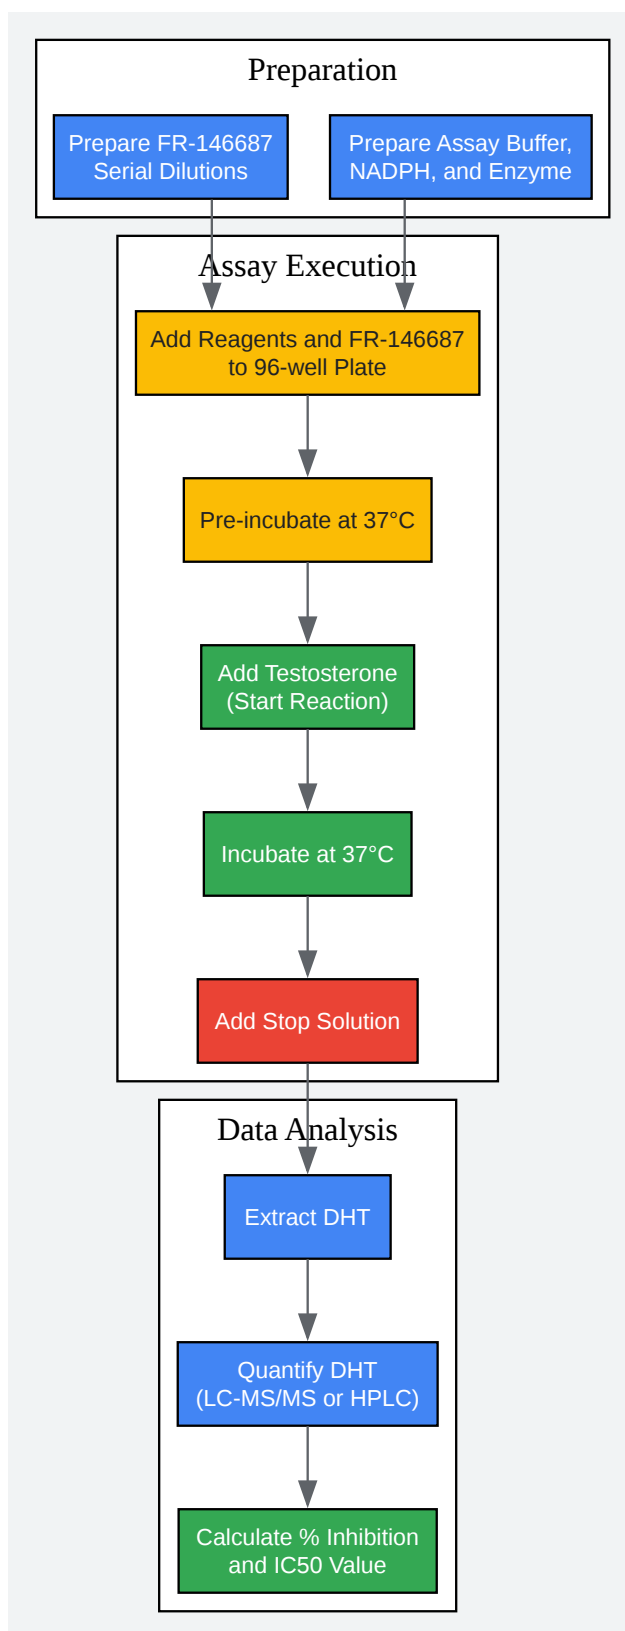 Preparation
Prepare FR-146687
Serial Dilutions
Prepare Assay Buffer,
NADPH, and Enzyme
Assay Execution
Add Reagents and FR-146687
to 96-well Plate
Pre-incubate at 37°C
Add Testosterone
(Start Reaction)
Incubate at 37°C
Add Stop Solution
Data Analysis
Extract DHT
Quantify DHT
(LC-MS/MS or HPLC)
Calculate % Inhibition
and IC50 Value